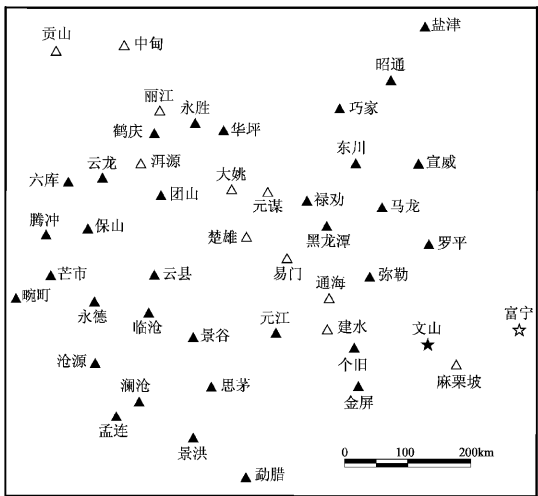 盐津
贡山
中甸
昭通
丽江
永胜
巧家
鹤庆
华坪
东川
云龙
洱源
宣威
六库
大姚
团山
元谋
禄劝
马龙
腾冲
保山
楚雄
黑龙潭
罗平
易门
芒市
云县
通海
弥勒
畹町
永德
临沧
元江
建水
文山
富宁
景谷
个旧
沧源
麻栗坡
澜沧
思茅
金屏
孟连
景洪
0 100 200km
勐腊